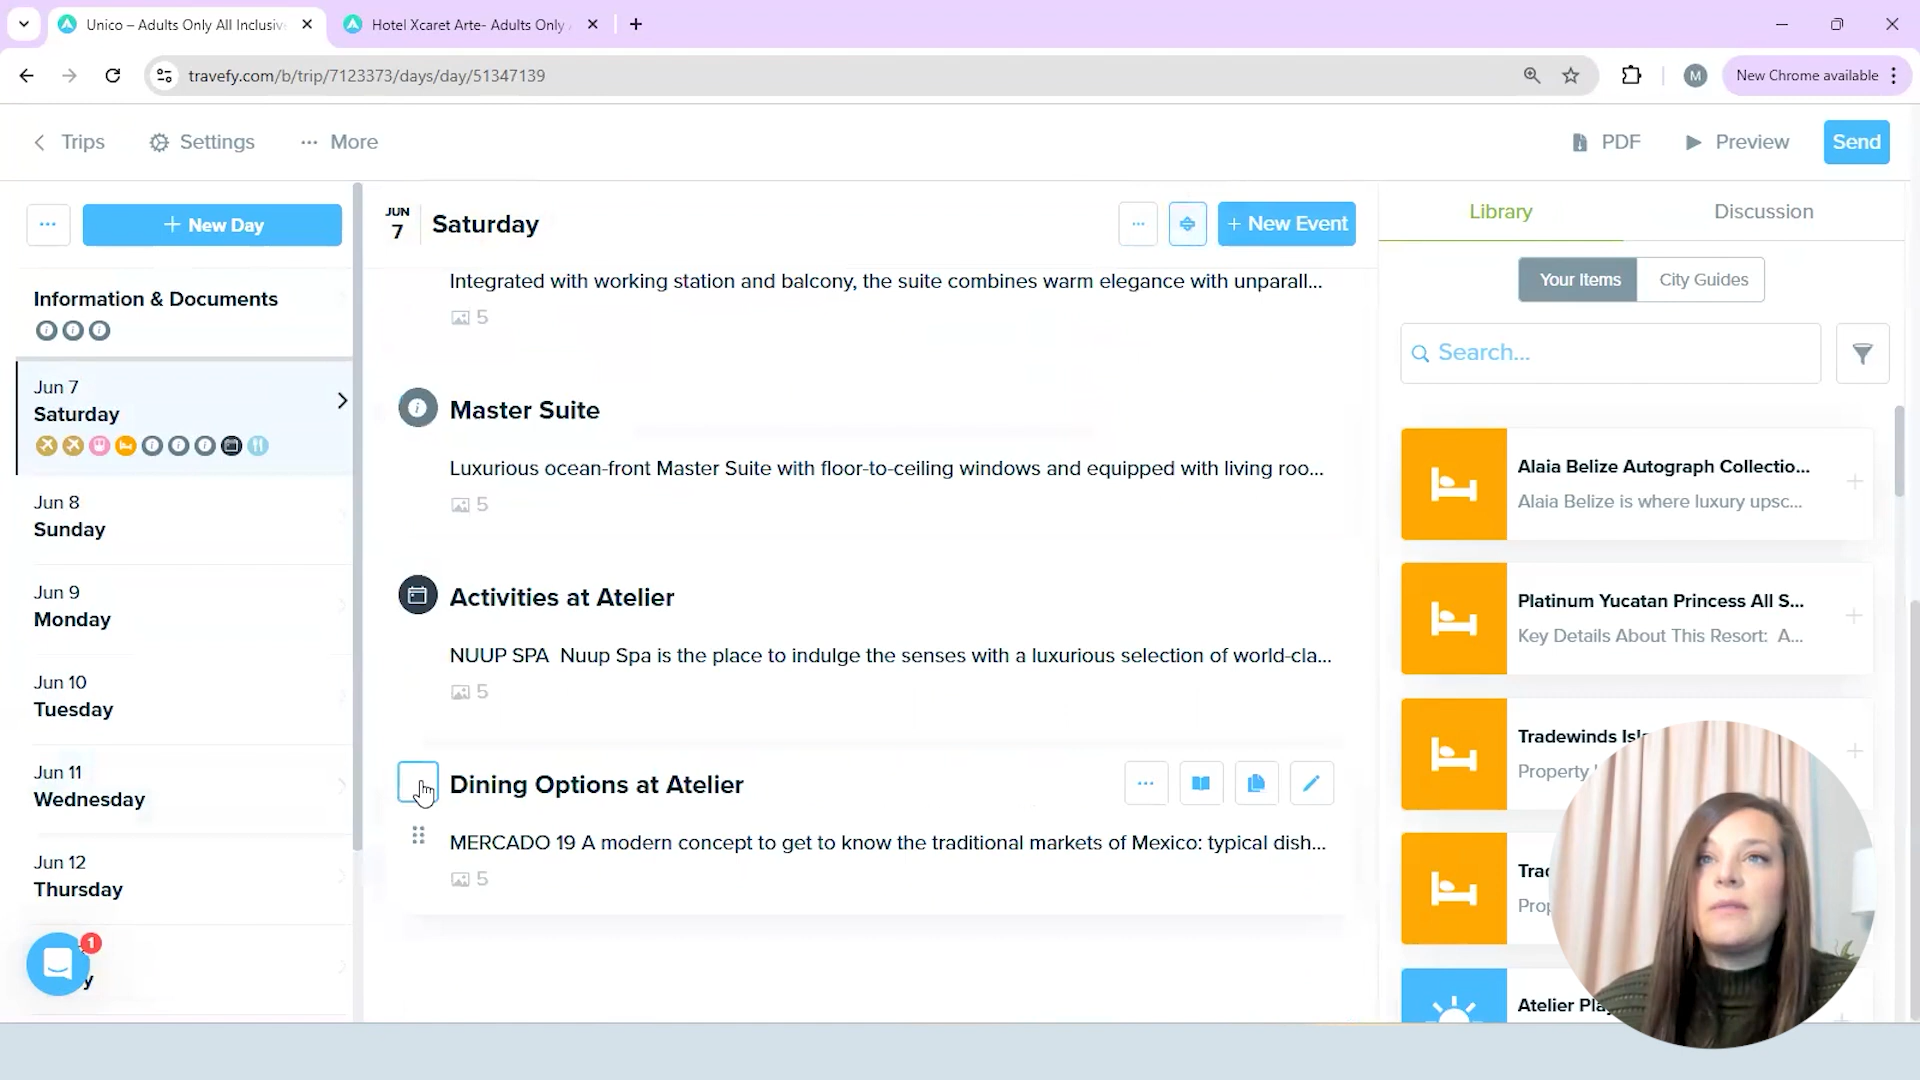 Unico – Adults Only All Inclusiv
Hotel Xcaret Arte- Adults Only
travefy.com/b/trip/7123373/days/day/51347139
M
New Chrome available
Trips
Settings
More
PDF
Preview
Send
+ New Day
Information & Documents
Jun 7
Saturday
Jun 8
Sunday
Jun 9
Monday
Jun 10
Tuesday
Jun 11
Wednesday
Jun 12
Thursday
1
JUN
7
Saturday
+ New Event
Integrated with working station and balcony, the suite combines warm elegance with unparall...
5
Master Suite
Luxurious ocean-front Master Suite with floor-to-ceiling windows and equipped with living roo...
5
Activities at Atelier
NUUP SPA Nuup Spa is the place to indulge the senses with a luxurious selection of world-cla...
5
Dining Options at Atelier
MERCADO 19 A modern concept to get to know the traditional markets of Mexico: typical dish...
5
Library
Discussion
Your Items
City Guides
Search...
Alaia Belize Autograph Collectio...
Alaia Belize is where luxury upsc...
Platinum Yucatan Princess All S...
Key Details About This Resort: A...
Tradewinds Isl
Property
Trad
Prop
Atelier Pla